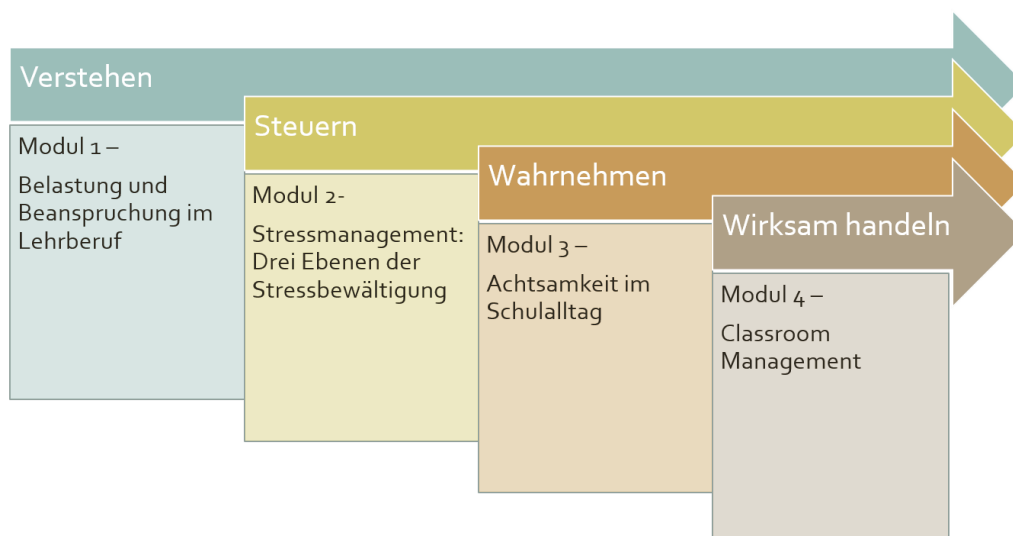 Verstehen
Modul 1 –
Belastung und
Beanspruchung im
Lehrberuf
Steuern
Modul 2-
Stressmanagement:
Drei Ebenen der
Stressbewältigung
Wahrnehmen
Modul 3 –
Achtsamkeit im
Schulalltag
Wirksam handeln
Modul 4 –
Classroom
Management